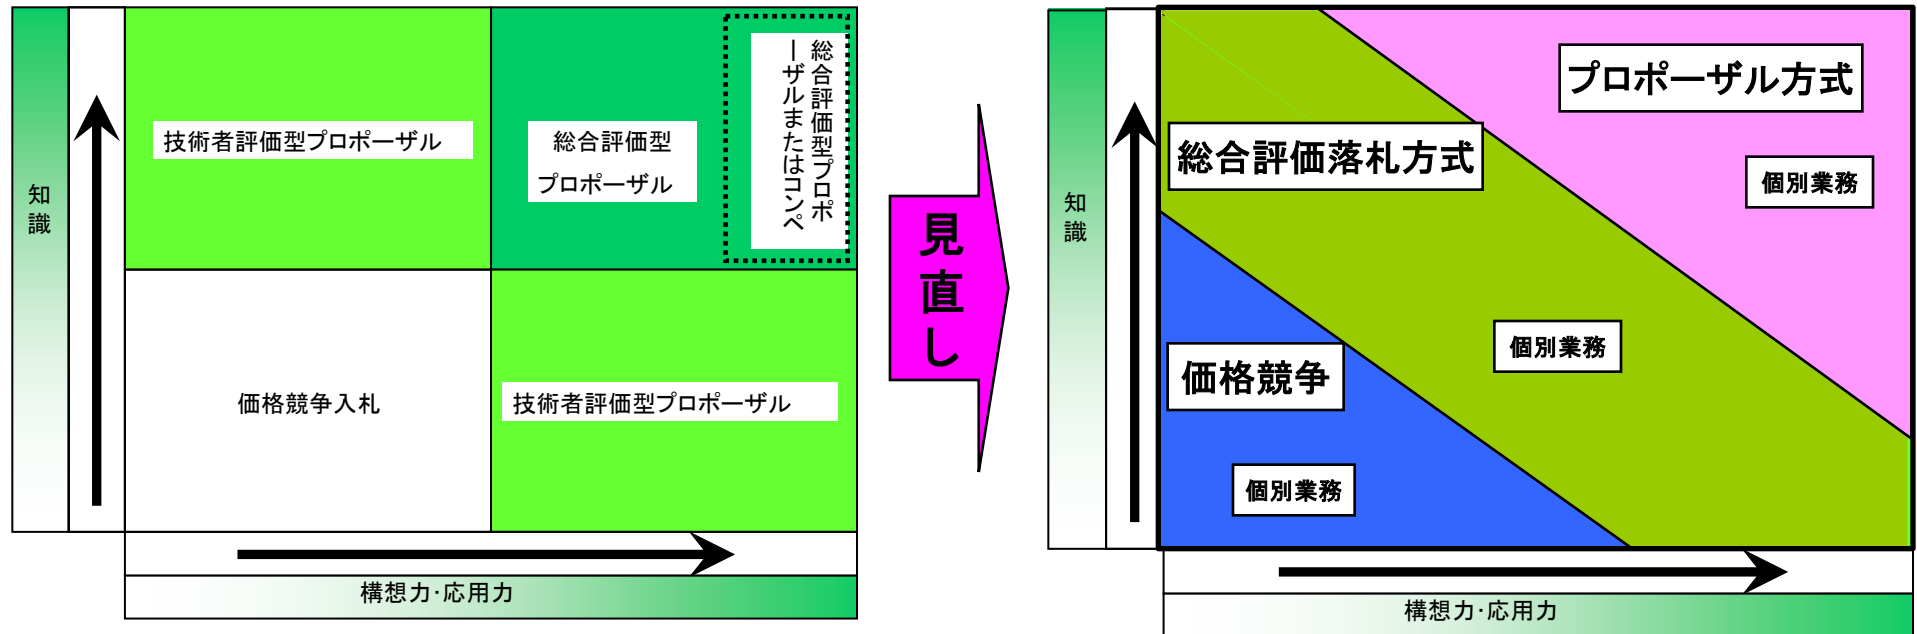 知
識
技術者評価型プロポーザル
総合評価型
プロポーザル
総合評価型プロポ
ーザルまたはコンペ
価格競争入札
技術者評価型プロポーザル
構想力・応用力
見
直
し
知
識
プロポーザル方式
総合評価落札方式
個別業務
個別業務
価格競争
個別業務
構想力・応用力